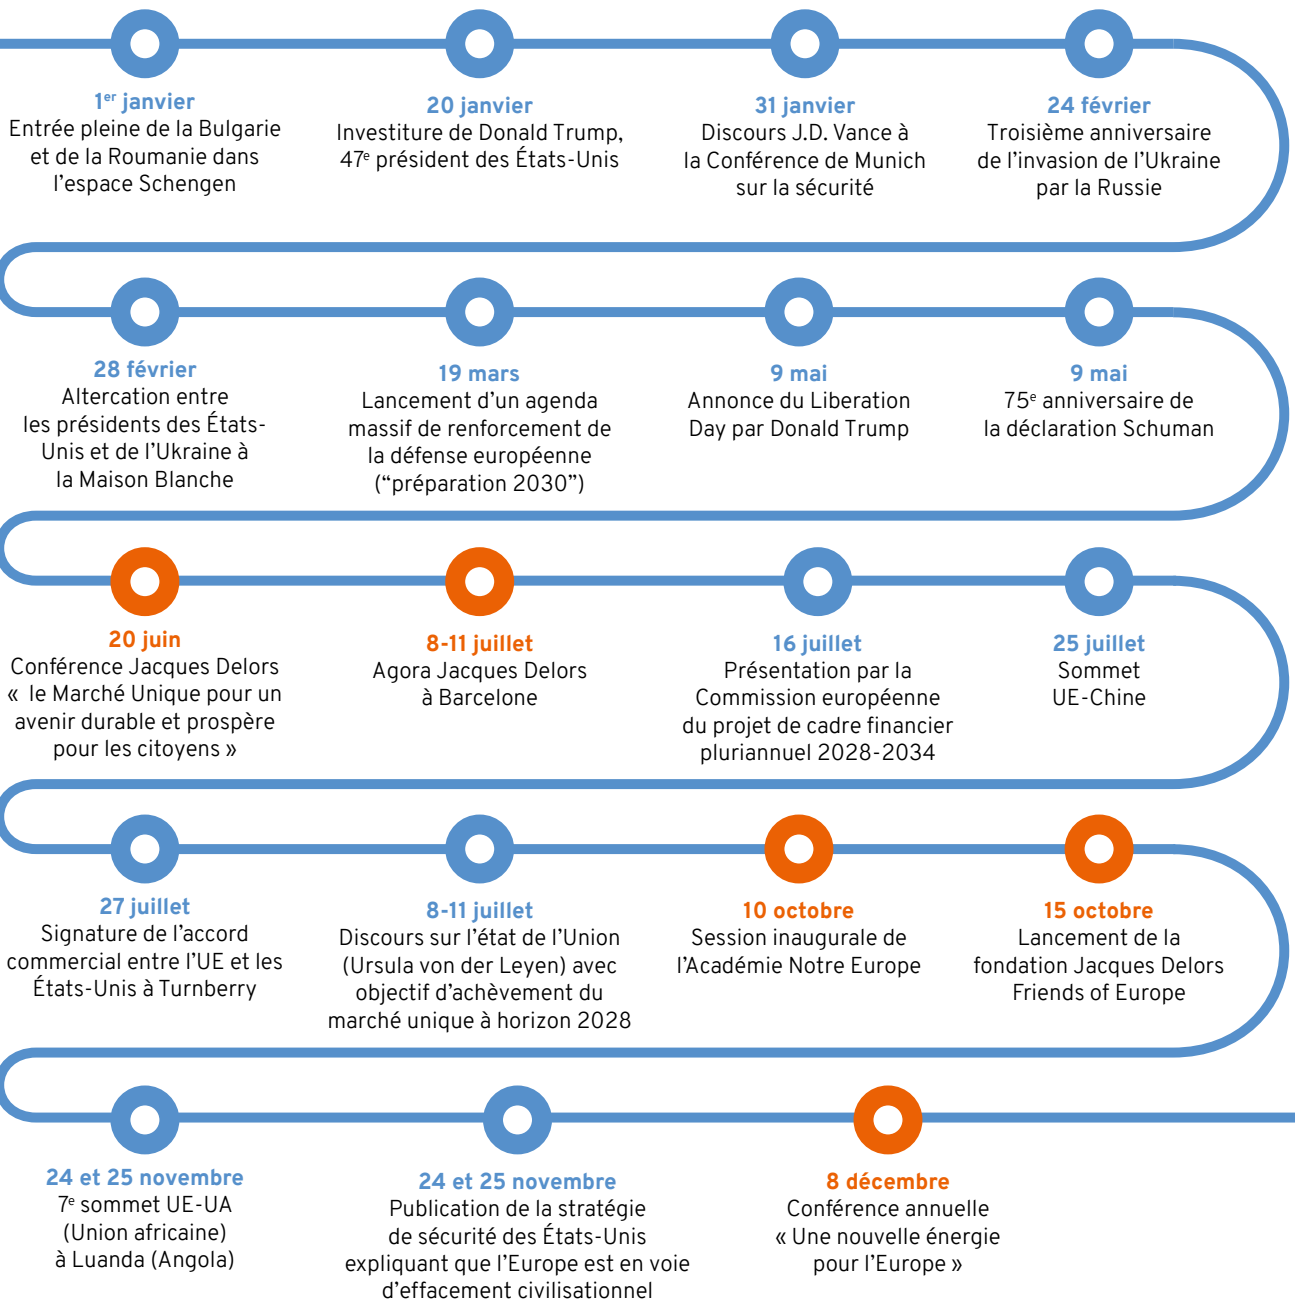 1er janvier
Entrée pleine de la Bulgarie
et de la Roumanie dans
l'espace Schengen
20 janvier
Investiture de Donald Trump,
47e président des États-Unis
31 janvier
Discours J.D. Vance à
la Conférence de Munich
sur la sécurité
24 février
Troisième anniversaire
de l'invasion de l'Ukraine
par la Russie
28 février
Altercation entre
les présidents des États-
Unis et de l'Ukraine à
la Maison Blanche
19 mars
Lancement d'un agenda
massif de renforcement de
la défense européenne
(“préparation 2030”)
9 mai
Annonce du Liberation
Day par Donald Trump
9 mai
75e anniversaire de
la déclaration Schuman
20 juin
Conférence Jacques Delors
« le Marché Unique pour un
avenir durable et prospère
pour les citoyens »
8-11 juillet
Agora Jacques Delors
à Barcelone
16 juillet
Présentation par la
Commission européenne
du projet de cadre financier
pluriannuel 2028-2034
25 juillet
Sommet
UE-Chine
27 juillet
Signature de l'accord
commercial entre l'UE et les
États-Unis à Turnberry
8-11 juillet
Discours sur l'état de l'Union
(Ursula von der Leyen) avec
objectif d'achèvement du
marché unique à horizon 2028
10 octobre
Session inaugurale de
l'Académie Notre Europe
15 octobre
Lancement de la
fondation Jacques Delors
Friends of Europe
24 et 25 novembre
7e sommet UE-UA
(Union africaine)
à Luanda (Angola)
24 et 25 novembre
Publication de la stratégie
de sécurité des États-Unis
expliquant que l'Europe est en voie
d'effacement civilisationnel
8 décembre
Conférence annuelle
« Une nouvelle énergie
pour l'Europe »